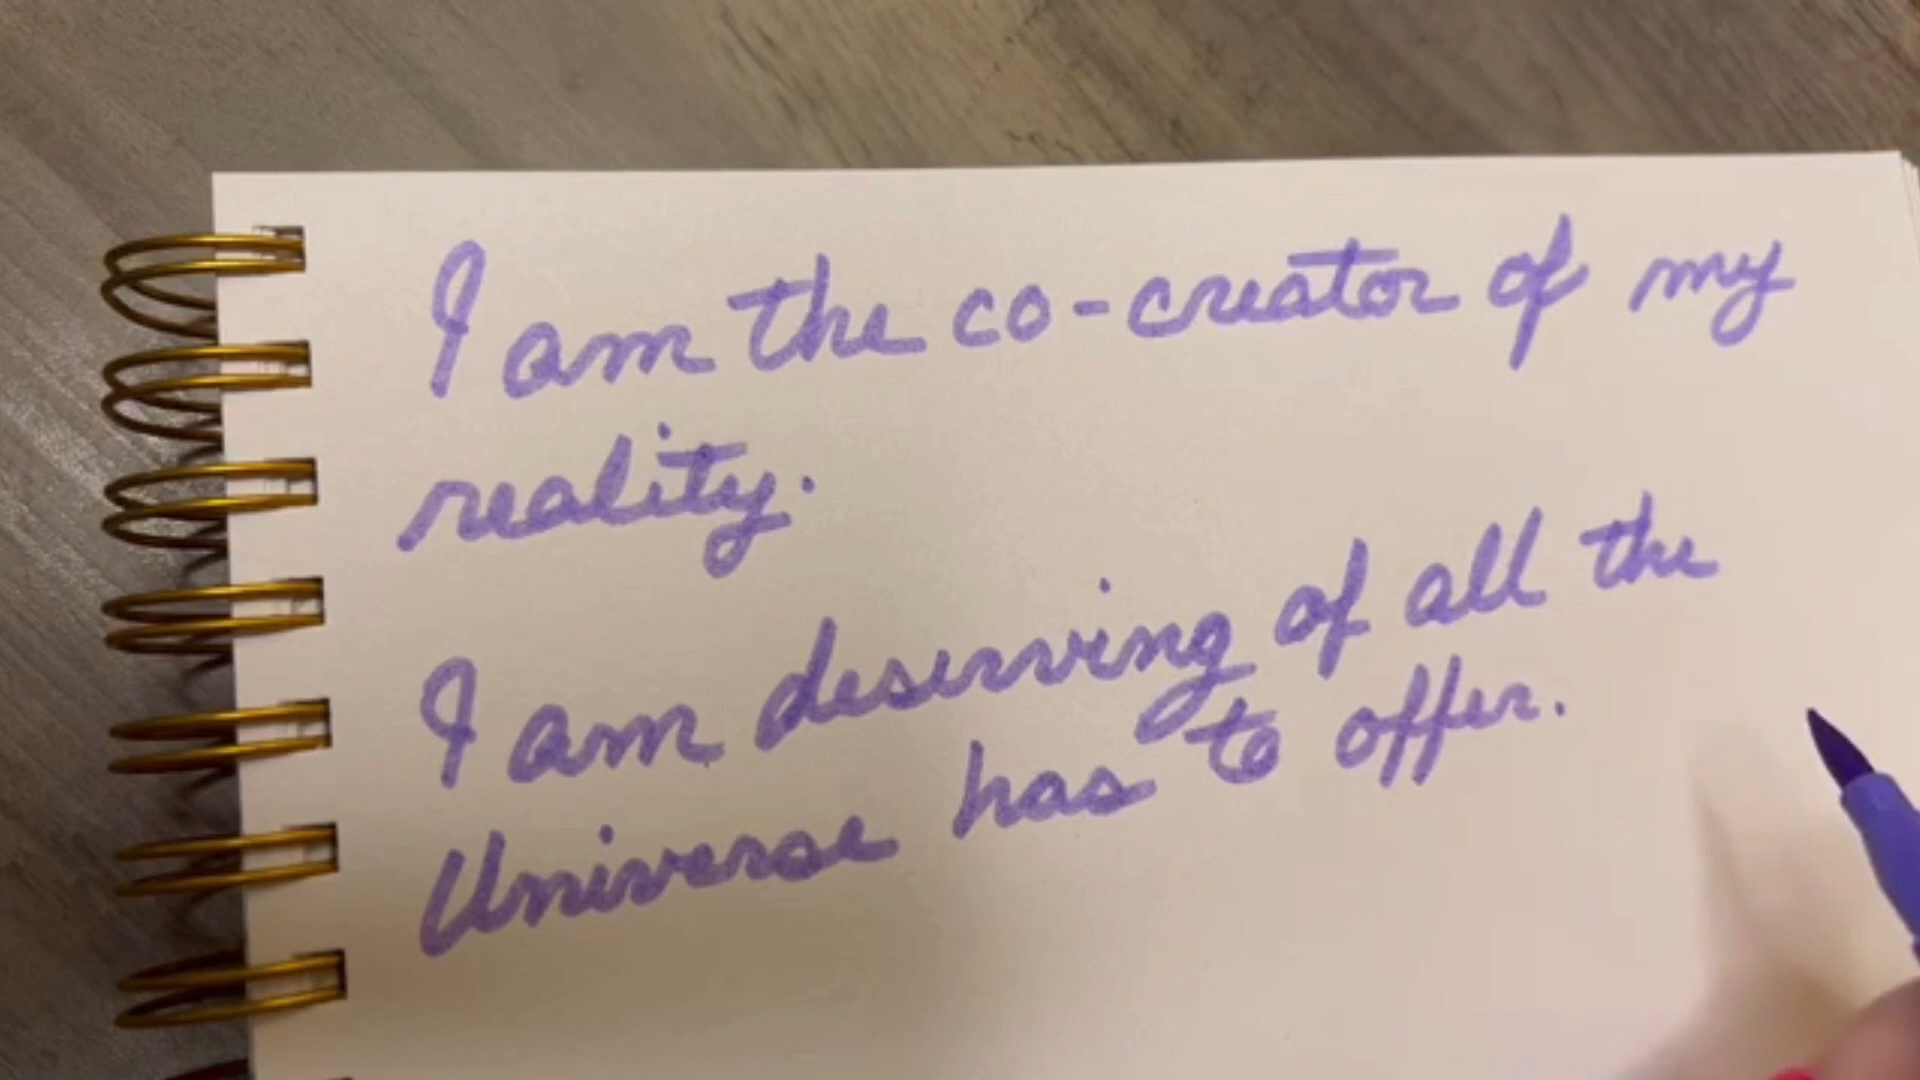 I am the co-creator of my
reality.
I am deserving of all the
Universe has to offer.